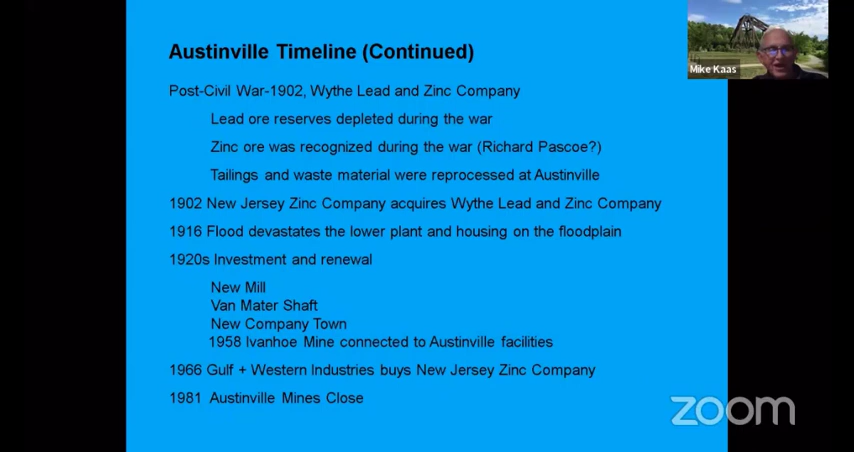 Austinville Timeline (Continued)
Post-Civil War-1902, Wythe Lead and Zinc Company
Lead ore reserves depleted during the war
Zinc ore was recognized during the war (Richard Pascoe?)
Tailings and waste material were reprocessed at Austinville
1902 New Jersey Zinc Company acquires Wythe Lead and Zinc Company
1916 Flood devastates the lower plant and housing on the floodplain
1920s Investment and renewal
New Mill
Van Mater Shaft
New Company Town
1958 Ivanhoe Mine connected to Austinville facilities
1966 Gulf + Western Industries buys New Jersey Zinc Company
1981 Austinville Mines Close
Mike Kaas
zoom